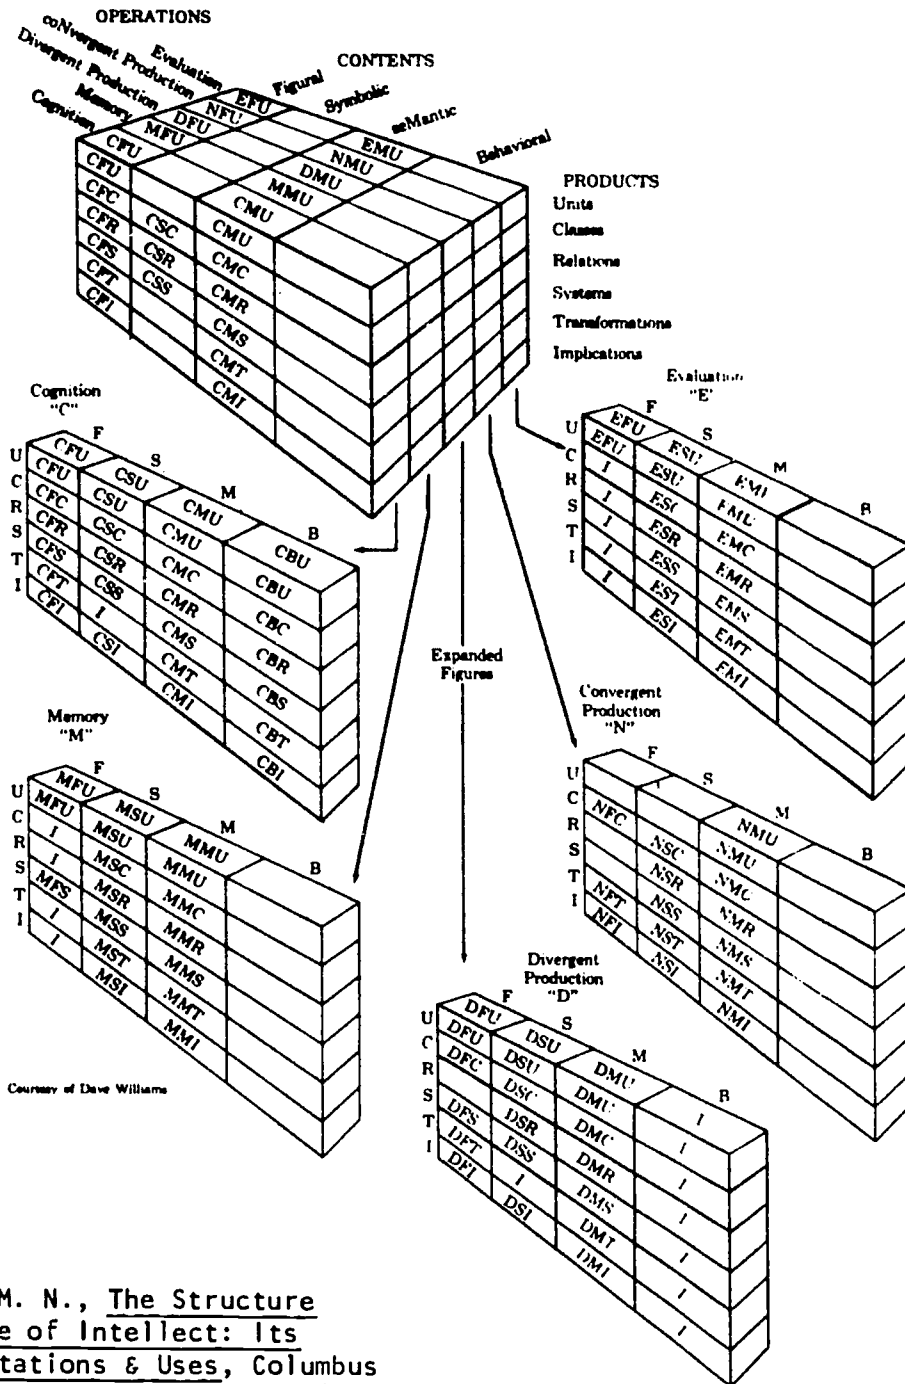 OPERATIONS
Evaluation
coNvergent Production
Divergent Production
Memory
Cognition
CONTENTS
Figural
Symbolic
seMantic
Behavioral
PRODUCTS
Units
Classes
Relations
Systems
Transformations
Implications
EFU
NFU
DFU
MFU
CFU
EMU
NMU
DMU
MMU
CMU
CFU
CFC CSC CMU
CFR CSR CMC
CFS CSS CMR
CFT CMS
CFI CMT
CMI
Cognition
"C"
F S M B
U C R S T I
CFU CSU CMU CBU
CFU CSU CMU CBU
CFC CSC CMC CBC
CFR CSR CMR CBR
CFS CSS CMS CBS
CFT I CMT CBT
CFI CSI CMI CBI
Evaluation
"E"
F S M B
U C R S T I
EFU ESU EMU
EFU ESU EMU
I ESC EMC
I ESR EMR
I ESS EMS
I EST EMT
I ESI EMI
Expanded
Figures
Memory
"M"
F S M B
U C R S T I
MFU MSU MMU
MFU MSU MMU
I MSC MMC
I MSR MMR
MFS MSS MMS
I MST MMT
I MSI MMI
Convergent
Production
"N"
F S M B
U C R S T I
NMU
NMU
NFC NSC NMC
NSR NMR
NSS NMS
NFT NST NMT
NFI NSI NMI
Divergent
Production
"D"
F S M B
U C R S T I
DFU DSU DMU I
DFU DSU DMU I
DFC DSC DMC I
DSR DMR I
DFS DSS DMS I
DFT I DMT I
DFI DSI DMI I
Courtesy of Dave Williams
M. N., The Structure
e of Intellect: Its
tations & Uses, Columbus